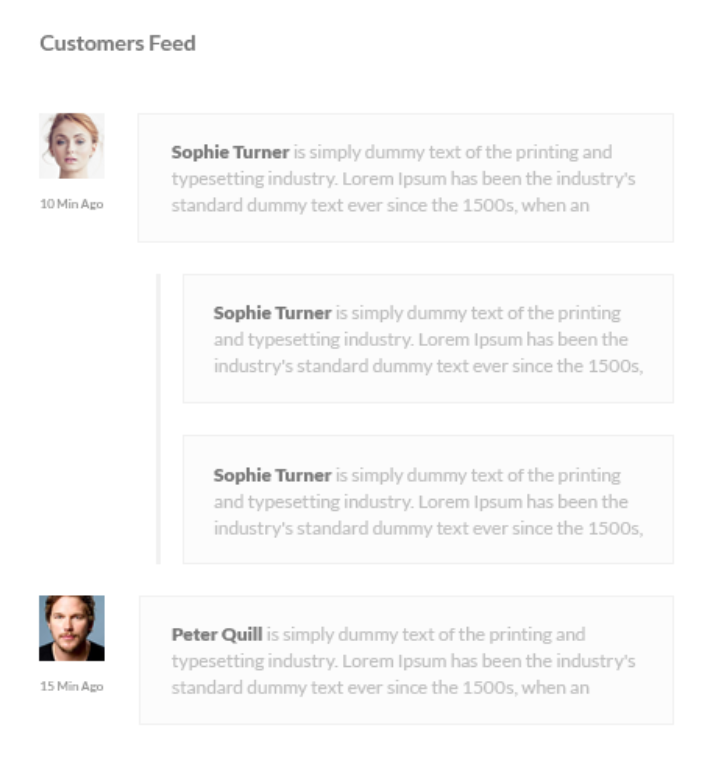 Customers Feed
Sophie Turner is simply dummy text of the printing and
typesetting industry. Lorem Ipsum has been the industry's
standard dummy text ever since the 1500s, when an
10 Min Ago
Sophie Turner is simply dummy text of the printing
and typesetting industry. Lorem Ipsum has been the
industry's standard dummy text ever since the 1500s,
Sophie Turner is simply dummy text of the printing
and typesetting industry. Lorem Ipsum has been the
industry's standard dummy text ever since the 1500s,
Peter Quill is simply dummy text of the printing and
typesetting industry. Lorem Ipsum has been the industry's
standard dummy text ever since the 1500s, when an
15 Min Ago